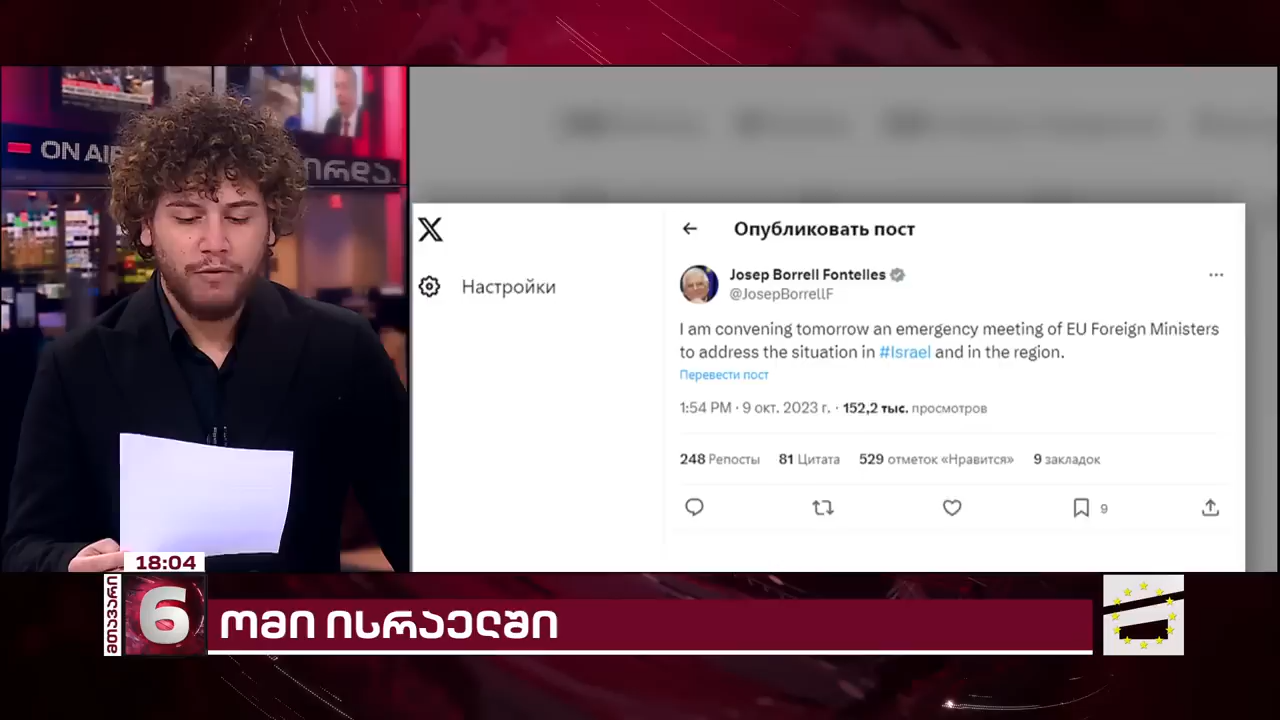 ON AIR
ირდა.
X
Настройки
Опубликовать пост
Josep Borrell Fontelles
@JosepBorrellF
I am convening tomorrow an emergency meeting of EU Foreign Ministers
to address the situation in #Israel and in the region.
Перевести пост
1:54 PM · 9 окт. 2023 г. · 152,2 тыс. просмотров
248 Репосты 81 Цитата 529 отметок «Нравится» 9 закладок
9
18:04
მთავარი
6
ომი ისრაელში